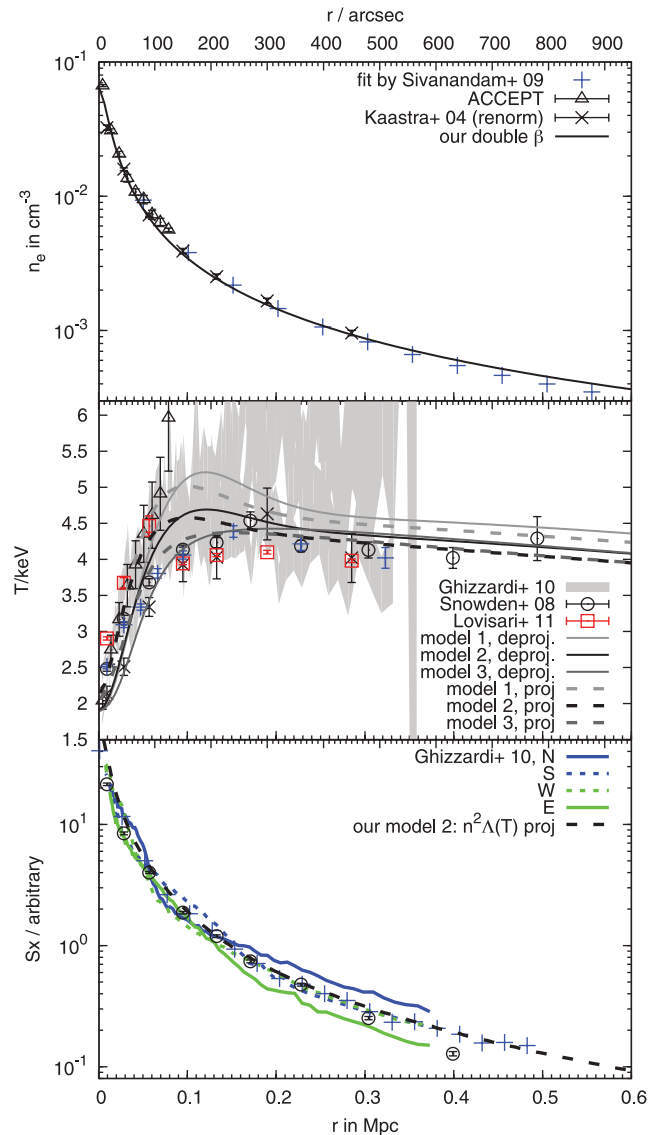 r / arcsec
0 100 200 300 400 500 600 700 800 900
n_e in cm^-3
10^-1
10^-2
10^-3
fit by Sivanandam+ 09
ACCEPT
Kaastra+ 04 (renorm)
our double β
T/keV
6
5.5
5
4.5
4
3.5
3
2.5
2
1.5
Ghizzardi+ 10
Snowden+ 08
Lovisari+ 11
model 1, deproj.
model 2, deproj.
model 3, deproj.
model 1, proj
model 2, proj
model 3, proj
Sx / arbitrary
10^1
10^0
10^-1
Ghizzardi+ 10, N
S
W
E
our model 2: n^2Λ(T) proj
0 0.1 0.2 0.3 0.4 0.5 0.6
r in Mpc